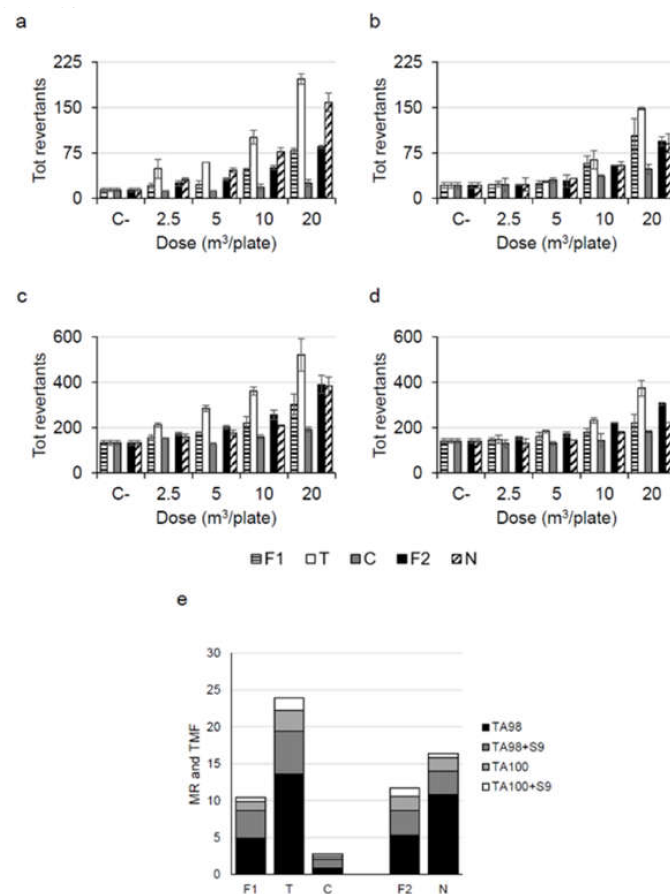 a
b
225
150
75
0
Tot revertants
C- 2.5 5 10 20
Dose (m³/plate)
225
150
75
0
Tot revertants
C- 2.5 5 10 20
Dose (m³/plate)
c
d
600
400
200
0
Tot revertants
C- 2.5 5 10 20
Dose (m³/plate)
600
400
200
0
Tot revertants
C- 2.5 5 10 20
Dose (m³/plate)
F1 T C F2 N
e
30
25
20
15
10
5
0
MR and TMF
F1 T C F2 N
TA98
TA98+S9
TA100
TA100+S9